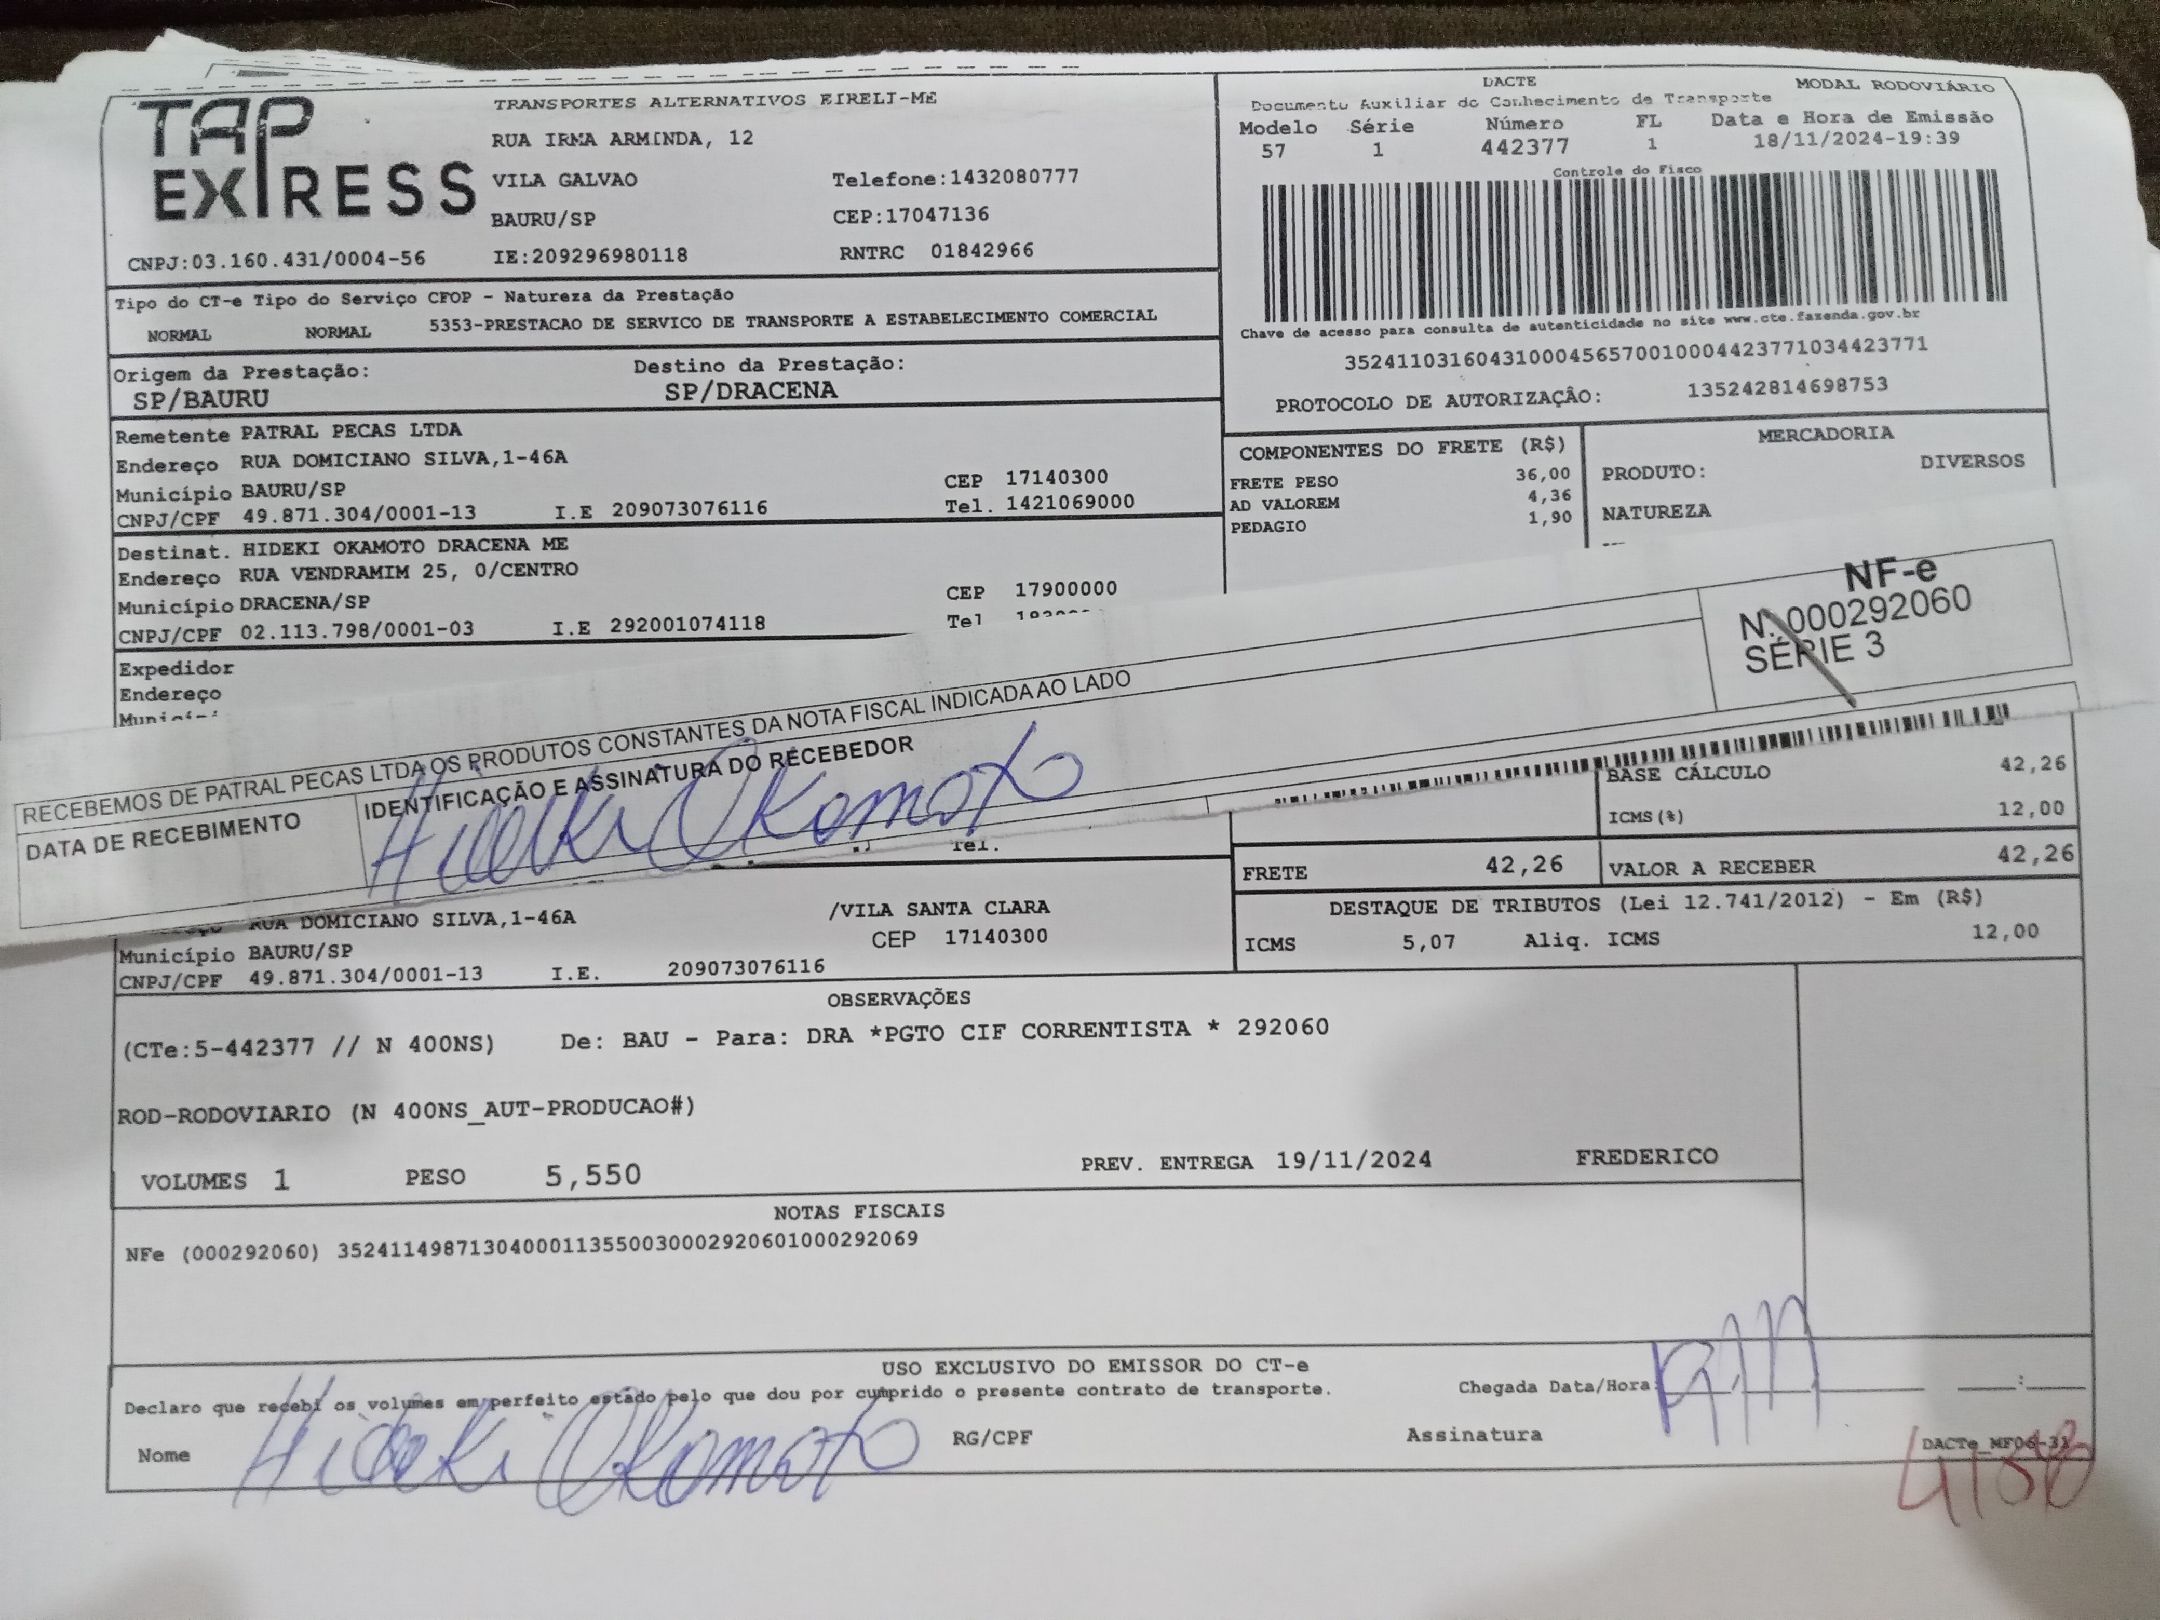 TAP EXPRESS
TRANSPORTES ALTERNATIVOS EIRELI-ME
RUA IRMA ARMINDA, 12
VILA GALVAO Telefone:1432080777
BAURU/SP CEP:17047136
CNPJ:03.160.431/0004-56 IE:209296980118 RNTRC 01842966
DACTE MODAL RODOVIÁRIO
Documento Auxiliar do Conhecimento de Transporte
Modelo Série Número FL Data e Hora de Emissão
57 1 442377 1 18/11/2024-19:39
Controle do Fisco
Chave de acesso para consulta de autenticidade no site www.cte.fazenda.gov.br
35241103160431000456570010004423771034423771
PROTOCOLO DE AUTORIZAÇÂO: 135242814698753
Tipo do CT-e Tipo do Serviço CFOP - Natureza da Prestação
NORMAL NORMAL 5353-PRESTACAO DE SERVICO DE TRANSPORTE A ESTABELECIMENTO COMERCIAL
Origem da Prestação: Destino da Prestação:
SP/BAURU SP/DRACENA
Remetente PATRAL PECAS LTDA
Endereço RUA DOMICIANO SILVA,1-46A
Município BAURU/SP CEP 17140300
CNPJ/CPF 49.871.304/0001-13 I.E 209073076116 Tel. 1421069000
Destinat. HIDEKI OKAMOTO DRACENA ME
Endereço RUA VENDRAMIM 25, 0/CENTRO
Município DRACENA/SP CEP 17900000
CNPJ/CPF 02.113.798/0001-03 I.E 292001074118 Tel
Expedidor
Endereço
COMPONENTES DO FRETE (R$)
FRETE PESO 36,00
AD VALOREM 4,36
PEDAGIO 1,90
MERCADORIA
PRODUTO: DIVERSOS
NATUREZA
---
NF-e
N. 000292060
SÉRIE 3
RECEBEMOS DE PATRAL PECAS LTDA OS PRODUTOS CONSTANTES DA NOTA FISCAL INDICADA AO LADO
DATA DE RECEBIMENTO IDENTIFICAÇÃO E ASSINATURA DO RECEBEDOR
Hideki Okamoto
Tel.
BASE CÁLCULO 42,26
ICMS(%) 12,00
FRETE 42,26 VALOR A RECEBER 42,26
DESTAQUE DE TRIBUTOS (Lei 12.741/2012) - Em (R$)
ICMS 5,07 Aliq. ICMS 12,00
RUA DOMICIANO SILVA,1-46A /VILA SANTA CLARA
Município BAURU/SP CEP 17140300
CNPJ/CPF 49.871.304/0001-13 I.E. 209073076116
OBSERVAÇÕES
(CTe:5-442377 // N 400NS) De: BAU - Para: DRA *PGTO CIF CORRENTISTA * 292060
ROD-RODOVIARIO (N 400NS_AUT-PRODUCAO#)
VOLUMES 1 PESO 5,550 PREV. ENTREGA 19/11/2024 FREDERICO
NOTAS FISCAIS
NFe (000292060) 35241149871304000113550030002920601000292069
USO EXCLUSIVO DO EMISSOR DO CT-e
Declaro que recebi os volumes em perfeito estado pelo que dou por cumprido o presente contrato de transporte. Chegada Data/Hora:
Nome Hideki Okamoto RG/CPF Assinatura
DACTe_MF06-31